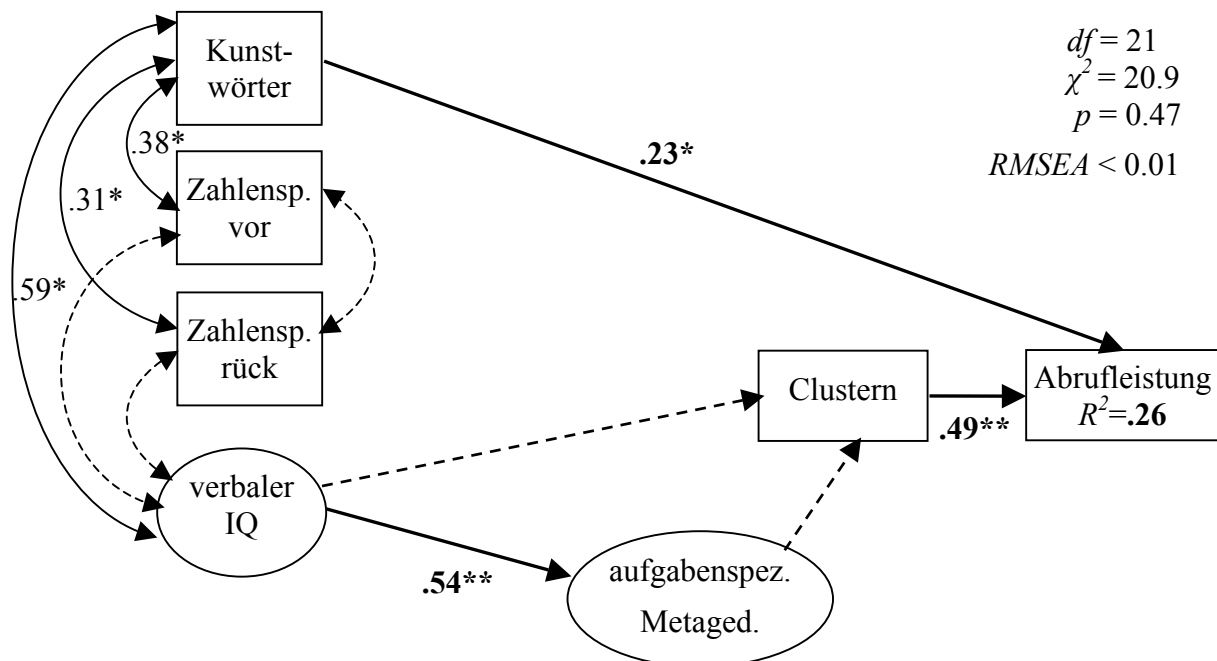 Kunst-
wörter
df = 21
χ² = 20.9
p = 0.47
RMSEA < 0.01
.38*
.23*
Zahlensp.
vor
.31*
.59*
Zahlensp.
rück
Clustern
Abrufleistung
R²=.26
.49**
verbaler
IQ
.54**
aufgabenspez.
Metaged.